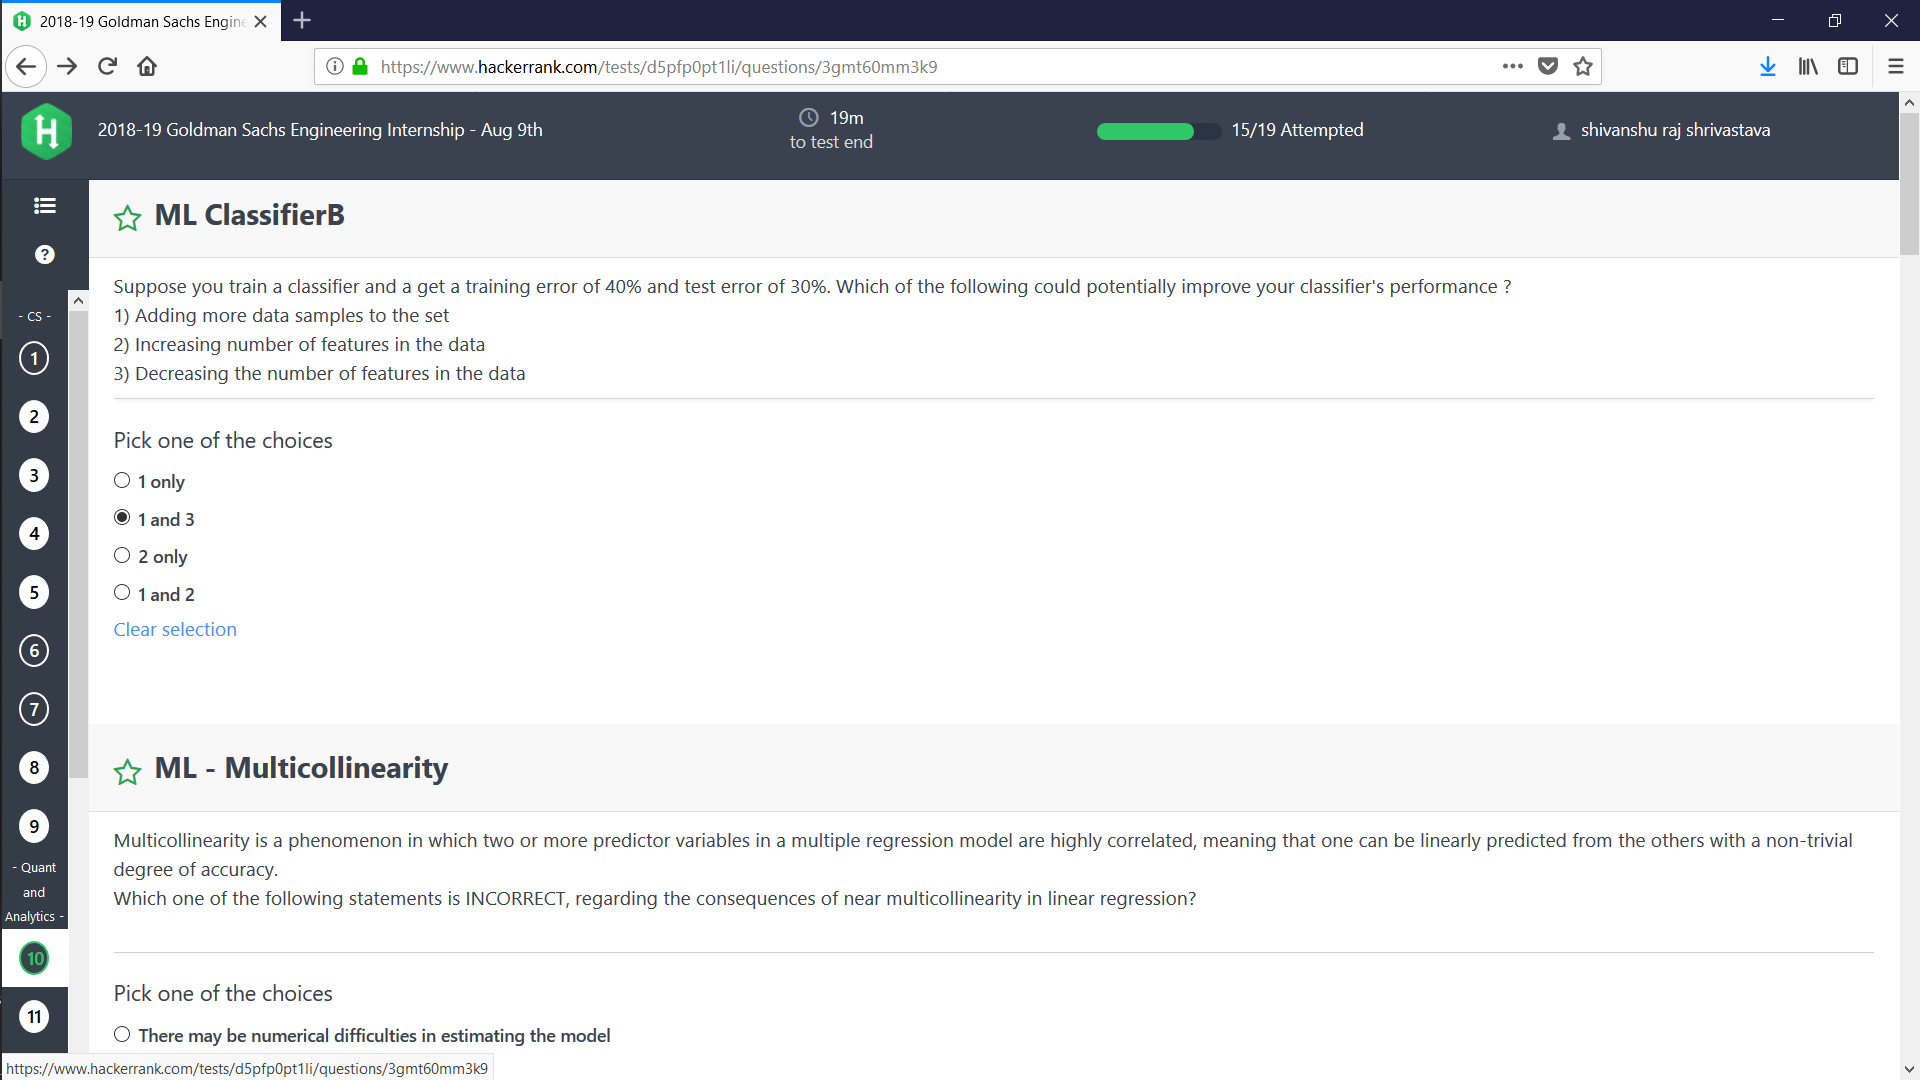 2018-19 Goldman Sachs Engine
https://www.hackerrank.com/tests/d5pfp0pt1li/questions/3gmt60mm3k9
H
2018-19 Goldman Sachs Engineering Internship - Aug 9th
19m
to test end
15/19 Attempted
shivanshu raj shrivastava
?
- CS -
1
2
3
4
5
6
7
8
9
- Quant
and
Analytics -
10
11
ML ClassifierB
Suppose you train a classifier and a get a training error of 40% and test error of 30%. Which of the following could potentially improve your classifier's performance ?
1) Adding more data samples to the set
2) Increasing number of features in the data
3) Decreasing the number of features in the data
Pick one of the choices
1 only
1 and 3
2 only
1 and 2
Clear selection
ML - Multicollinearity
Multicollinearity is a phenomenon in which two or more predictor variables in a multiple regression model are highly correlated, meaning that one can be linearly predicted from the others with a non-trivial
degree of accuracy.
Which one of the following statements is INCORRECT, regarding the consequences of near multicollinearity in linear regression?
Pick one of the choices
There may be numerical difficulties in estimating the model
https://www.hackerrank.com/tests/d5pfp0pt1li/questions/3gmt60mm3k9